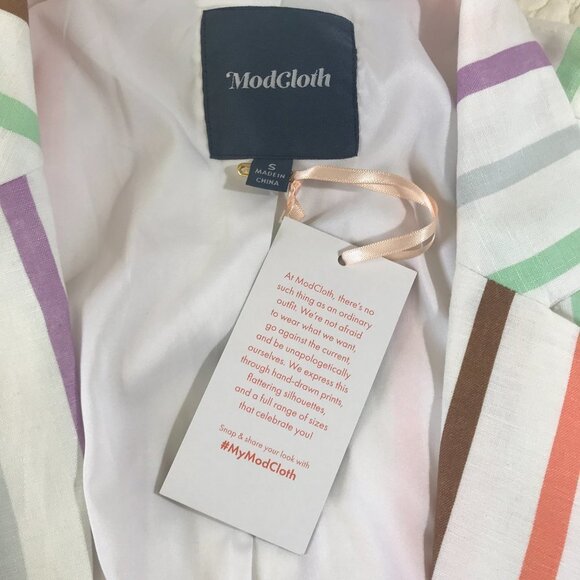 ModCloth
S
MADE IN
CHINA
At ModCloth, there's no
such thing as an ordinary
outfit. We're not afraid
to wear what we want,
go against the current,
and be unapologetically
ourselves. We express this
through hand-drawn prints,
flattering silhouettes,
and a full range of sizes
that celebrate you!
Snap & share your look with
#MyModCloth